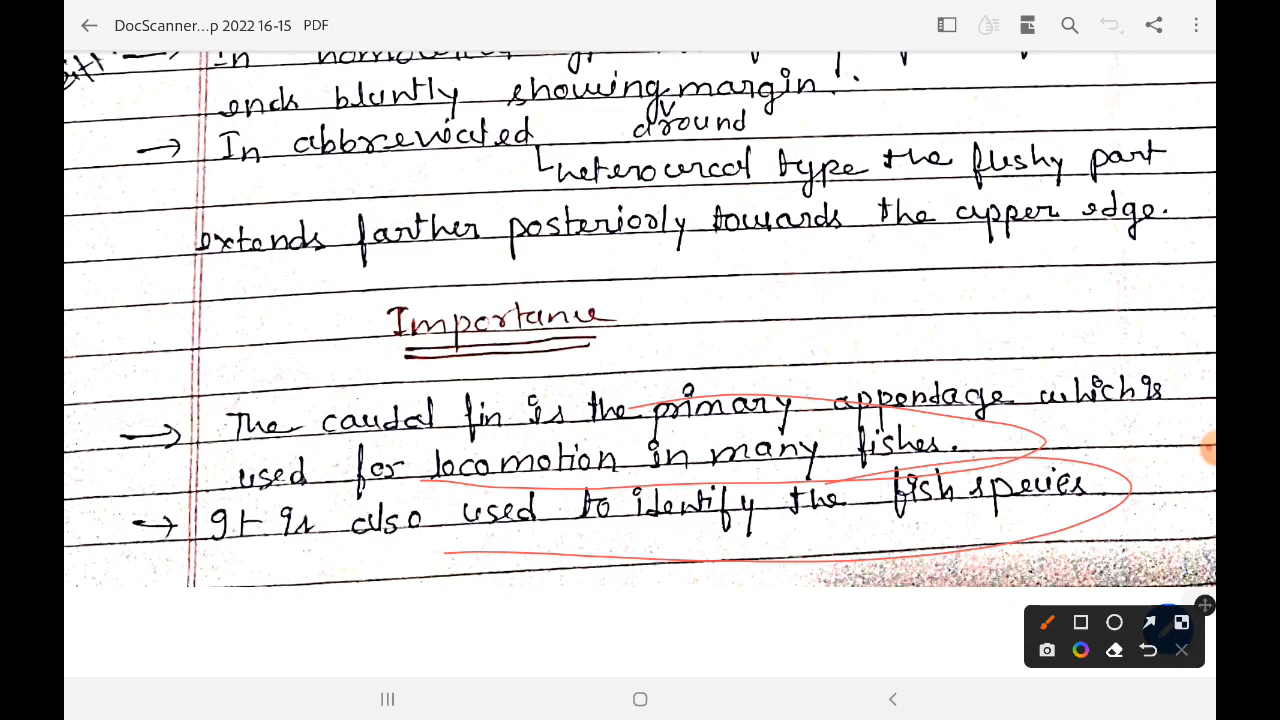 DocScanner...p 2022 16-15 PDF
In
ends bluntly showing margin.
around
→ In abbreviated
heterocercal type the fleshy part
extends farther posteriorly towards the upper edge.
Importance
→ The caudal fin is the primary appendage which is
used for locomotion in many fishes.
→ It is also used to identify the fish species.